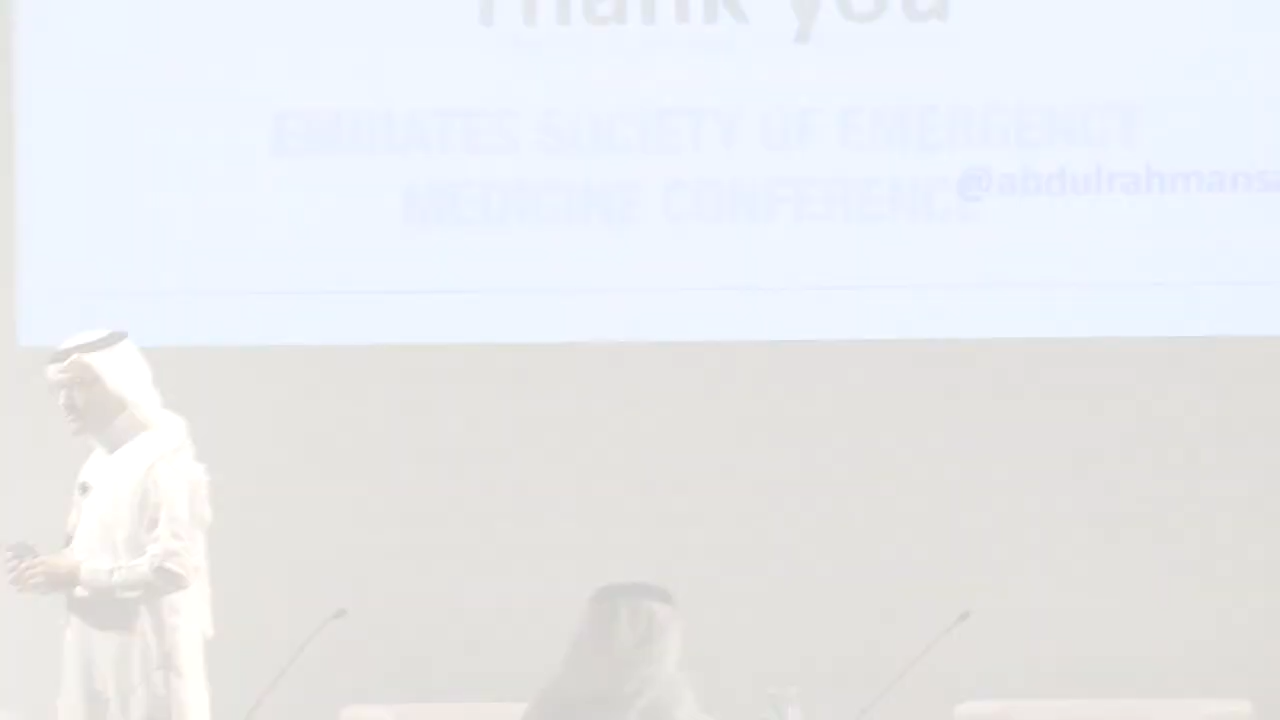 Thank you
EMIRATES SOCIETY OF EMERGENCY
MEDICINE CONFERENCE
@abdulrahmansa